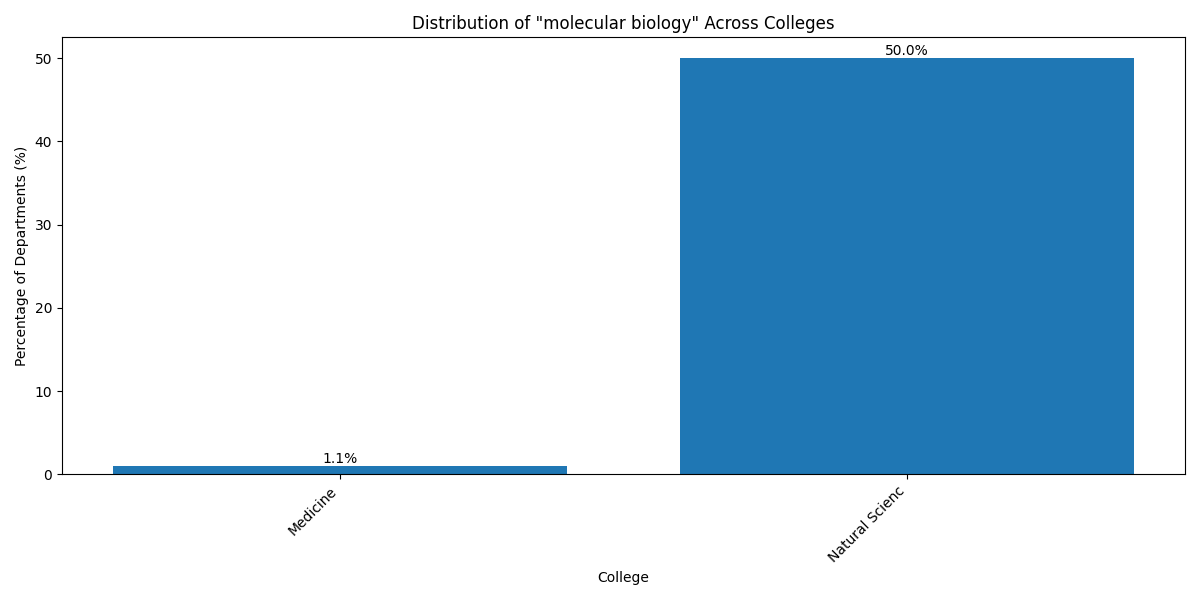 Distribution of "molecular biology" Across Colleges
Percentage of Departments (%)
50
40
30
20
10
0
1.1%
50.0%
Medicine
Natural Scienc
College